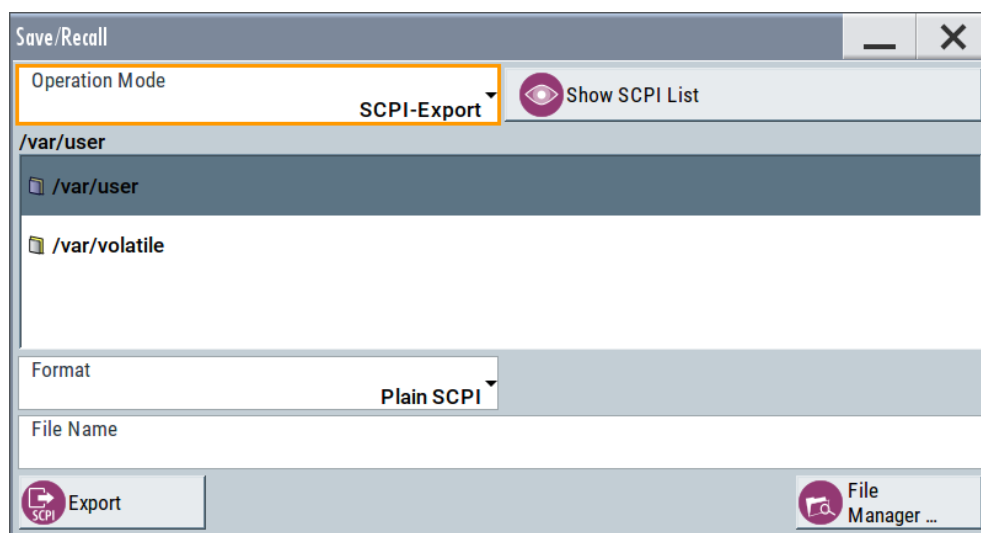 Save/Recall
Operation Mode
SCPI-Export
Show SCPI List
/var/user
/var/user
/var/volatile
Format
Plain SCPI
File Name
SCPI
Export
File
Manager ...